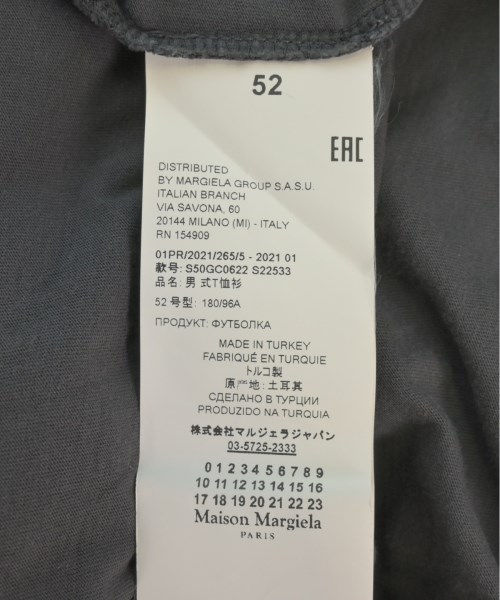 52
EAC
DISTRIBUTED
BY MARGIELA GROUP S.A.S.U.
ITALIAN BRANCH
VIA SAVONA, 60
20144 MILANO (MI) - ITALY
RN 154909
01PR/2021/265/5 - 2021 01
款号: S50GC0622 S22533
品名: 男 式T恤衫
52 号型: 180/96A
ПРОДУКТ: ФУТБОЛКА
MADE IN TURKEY
FABRIQUÉ EN TURQUIE
トルコ製
原产地: 土耳其
СДЕЛАНО В ТУРЦИИ
PRODUZIDO NA TURQUIA
株式会社マルジェラジャパン
03-5725-2333
0 1 2 3 4 5 6 7 8 9
10 11 12 13 14 15 16
17 18 19 20 21 22 23
Maison Margiela
PARIS